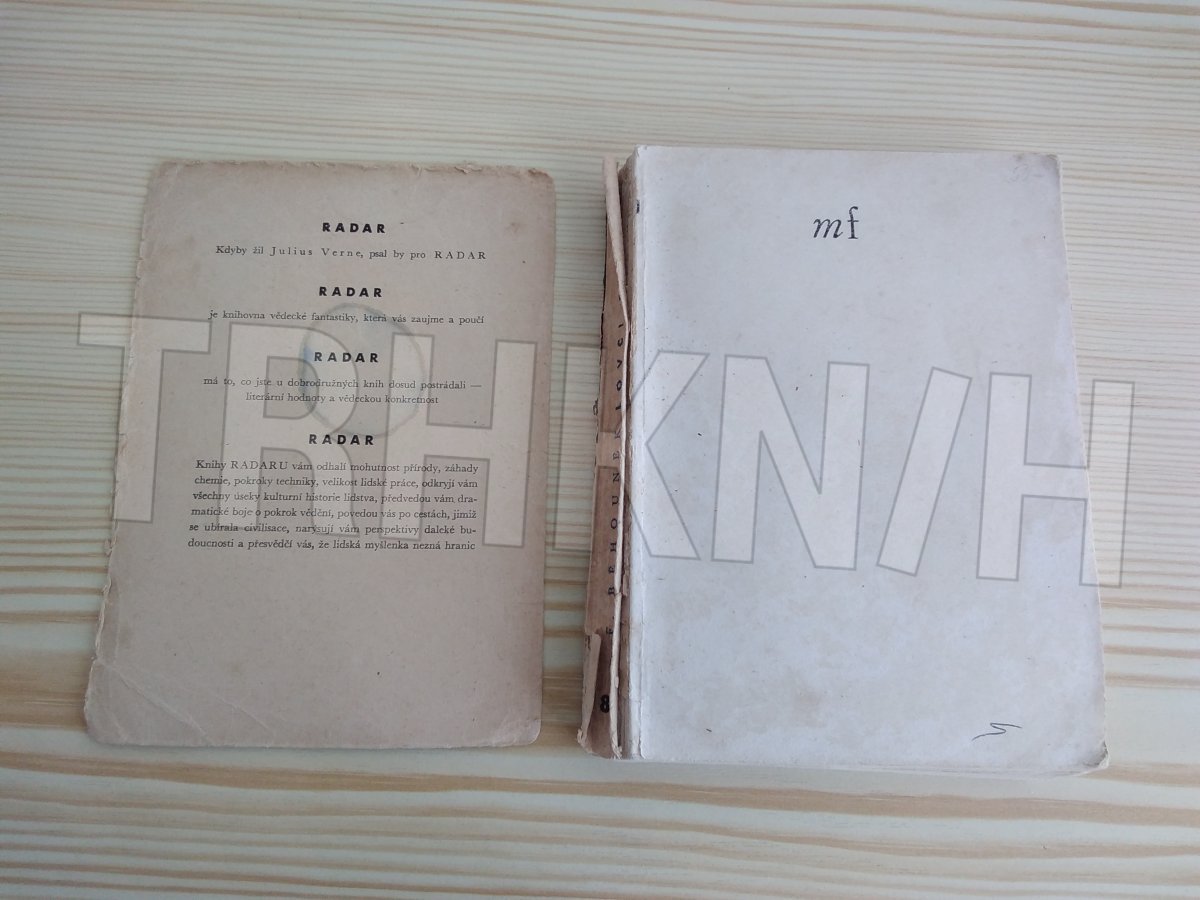 RADAR
Kdyby žil Julius Verne, psal by pro RADAR
RADAR
je knihovna vědecké fantastiky, která vás zaujme a poučí
RADAR
má to, co jste u dobrodružných knih dosud postrádali —
literární hodnoty a vědeckou konkretnost
RADAR
Knihy RADARU vám odhalí mohutnost přírody, záhady
chemie, pokroky techniky, velikost lidské práce, odkryjí vám
všechny úseky kulturní historie lidstva, předvedou vám dra-
matické boje o pokrok vědění, povedou vás po cestách, jimiž
se ubírala civilisace, narýsují vám perspektivy daleké bu-
doucnosti a přesvědčí vás, že lidská myšlenka nezná hranic
F. BEHOUNEK
8
mf
TRHKNIH